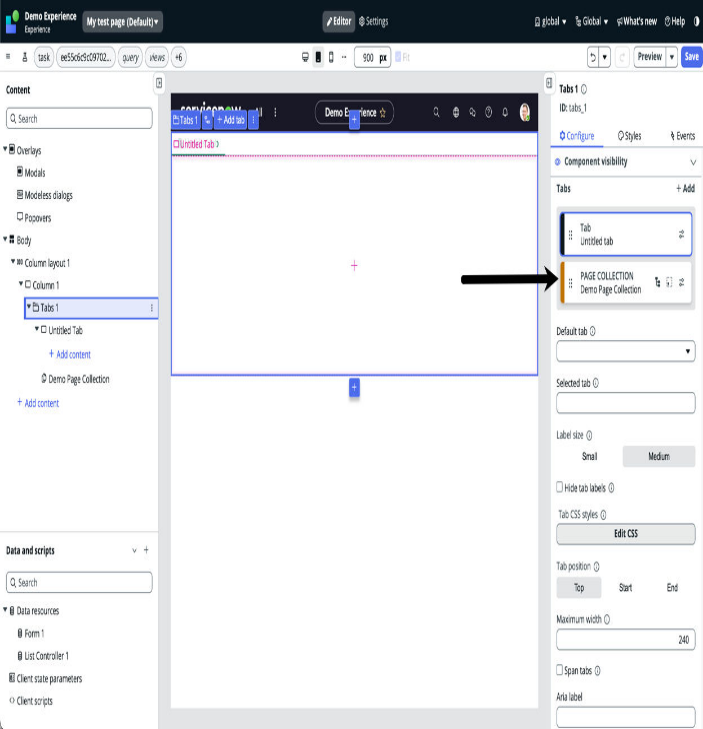 Demo Experience
Experience
My test page (Default)
Editor
Settings
global
Global
What's new
Help
task
ee55c6c9c09702...
query
views
+6
900 px
Fit
Preview
Save
Content
Search
Overlays
Modals
Modeless dialogs
Popovers
Body
Column layout 1
Column 1
Tabs 1
Untitled Tab
+ Add content
Demo Page Collection
+ Add content
Data and scripts
Search
Data resources
Form 1
List Controller 1
Client state parameters
Client scripts
Tabs 1
+ Add tab
Demo Experience
Untitled Tab
Tabs 1
ID: tabs_1
Configure
Styles
Events
Component visibility
Tabs
+ Add
Tab
Untitled tab
PAGE COLLECTION
Demo Page Collection
Default tab
Selected tab
Label size
Small
Medium
Hide tab labels
Tab CSS styles
Edit CSS
Tab position
Top
Start
End
Maximum width
240
Span tabs
Aria label